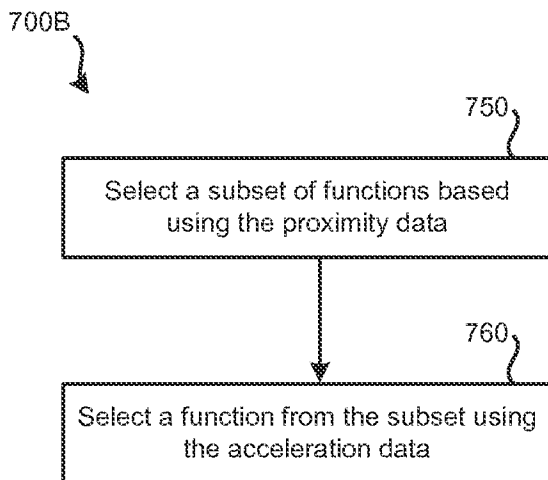 700B
750
Select a subset of functions based
using the proximity data
760
Select a function from the subset using
the acceleration data